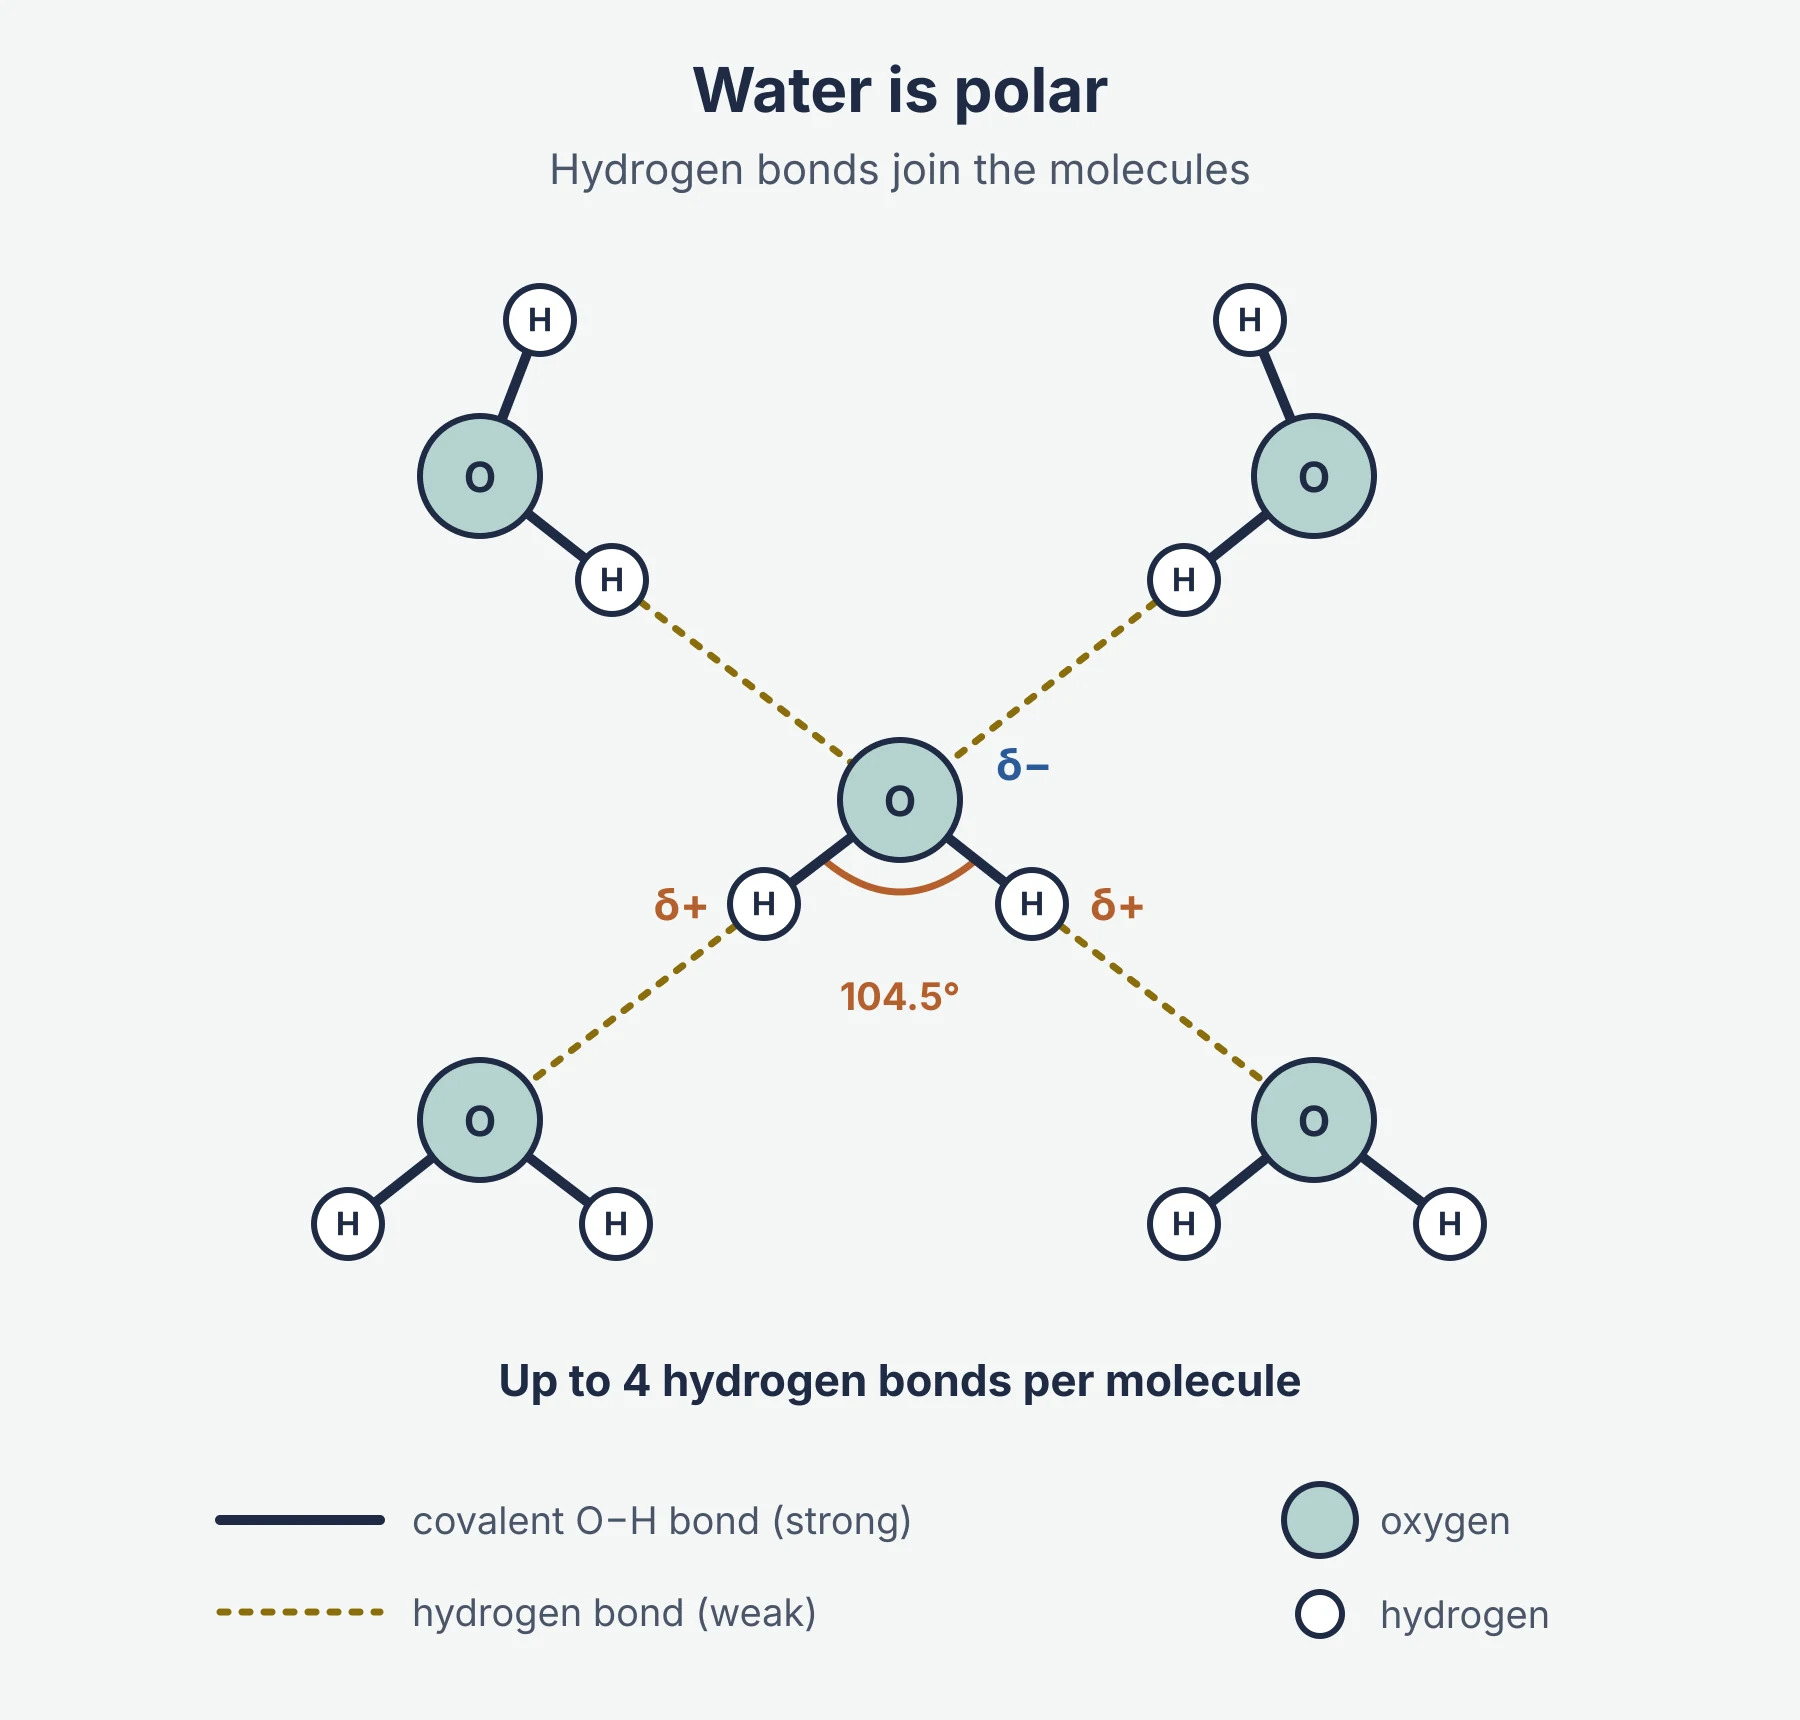 Water is polar
Hydrogen bonds join the molecules
H
H
O
O
H
H
δ−
O
δ+
H
H
δ+
104.5°
O
O
H
H
H
H
Up to 4 hydrogen bonds per molecule
covalent O−H bond (strong)
oxygen
hydrogen bond (weak)
hydrogen